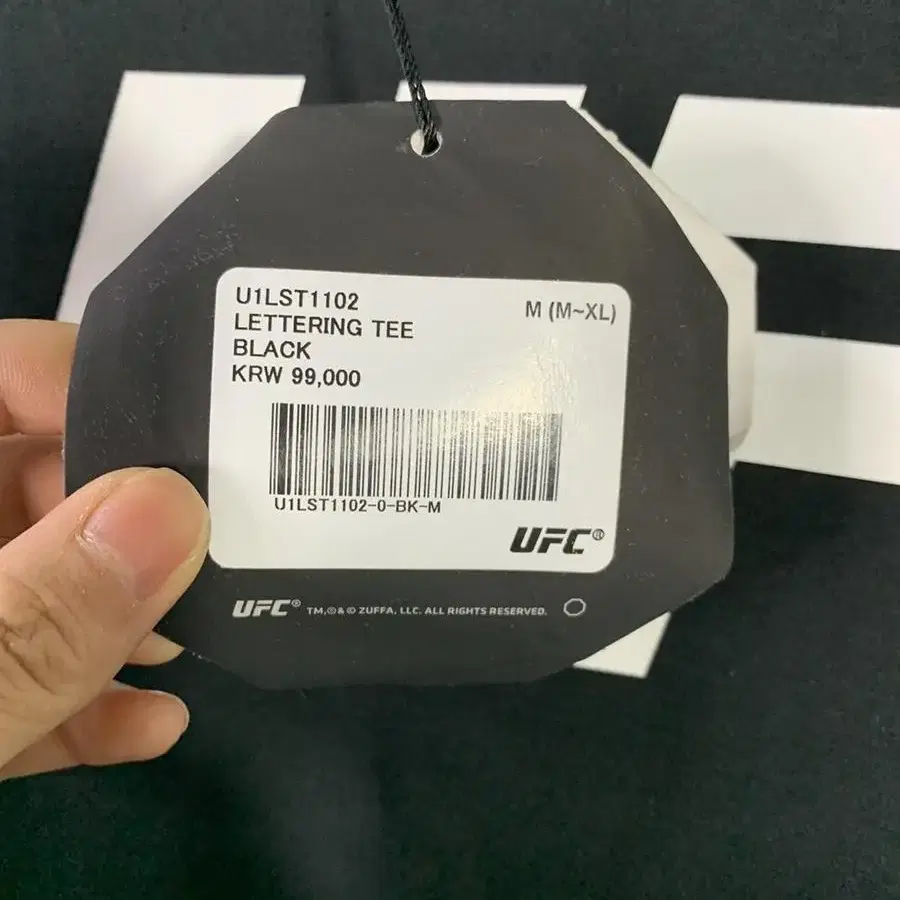 U1LST1102
M (M~XL)
LETTERING TEE
BLACK
KRW 99,000
U1LST1102-0-BK-M
UFC®
UFC® TM,®& © ZUFFA, LLC. ALL RIGHTS RESERVED.